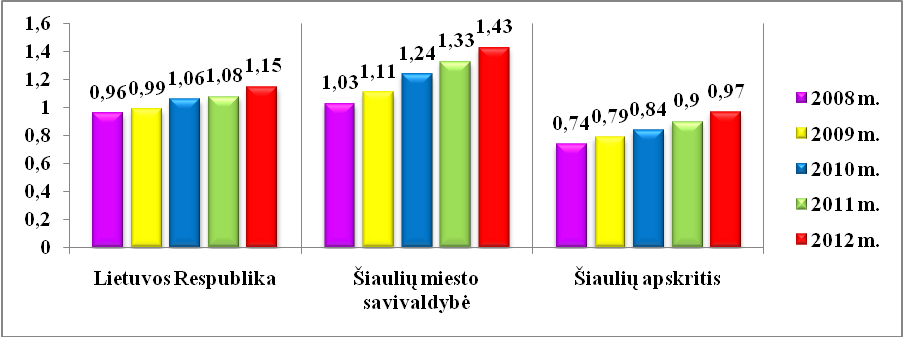 1,6
1,4
1,2
1
0,8
0,6
0,4
0,2
0
0,96 0,99 1,06 1,08 1,15
1,03 1,11 1,24 1,33 1,43
0,74 0,79 0,84 0,9 0,97
Lietuvos Respublika
Šiaulių miesto
savivaldybė
Šiaulių apskritis
2008 m.
2009 m.
2010 m.
2011 m.
2012 m.